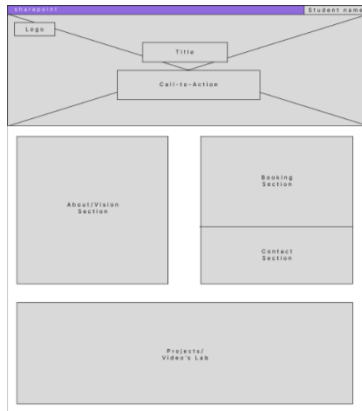 sharepoint
Student name
Logo
Title
Call-to-Action
About/Vision
Section
Booking
Section
Contact
Section
Projects/
Video's Lab